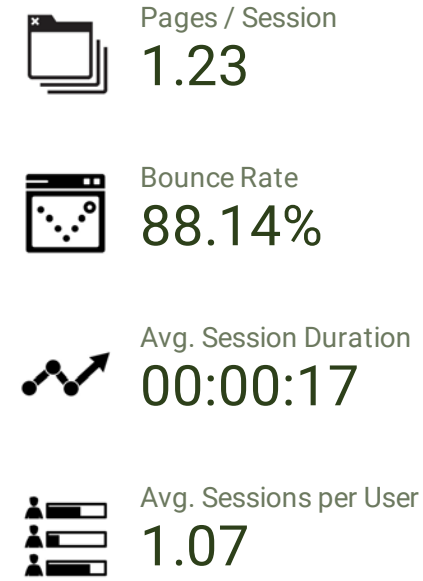 Pages / Session
1.23
Bounce Rate
88.14%
Avg. Session Duration
00:00:17
Avg. Sessions per User
1.07